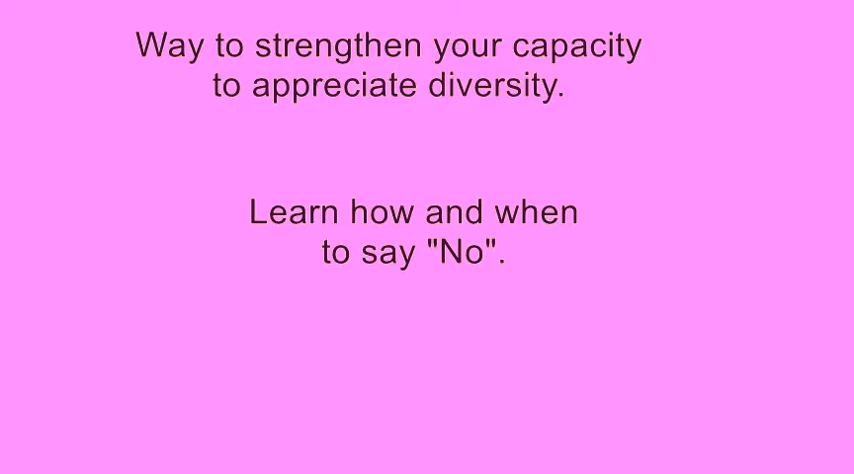 Way to strengthen your capacity
to appreciate diversity.
Learn how and when
to say "No".